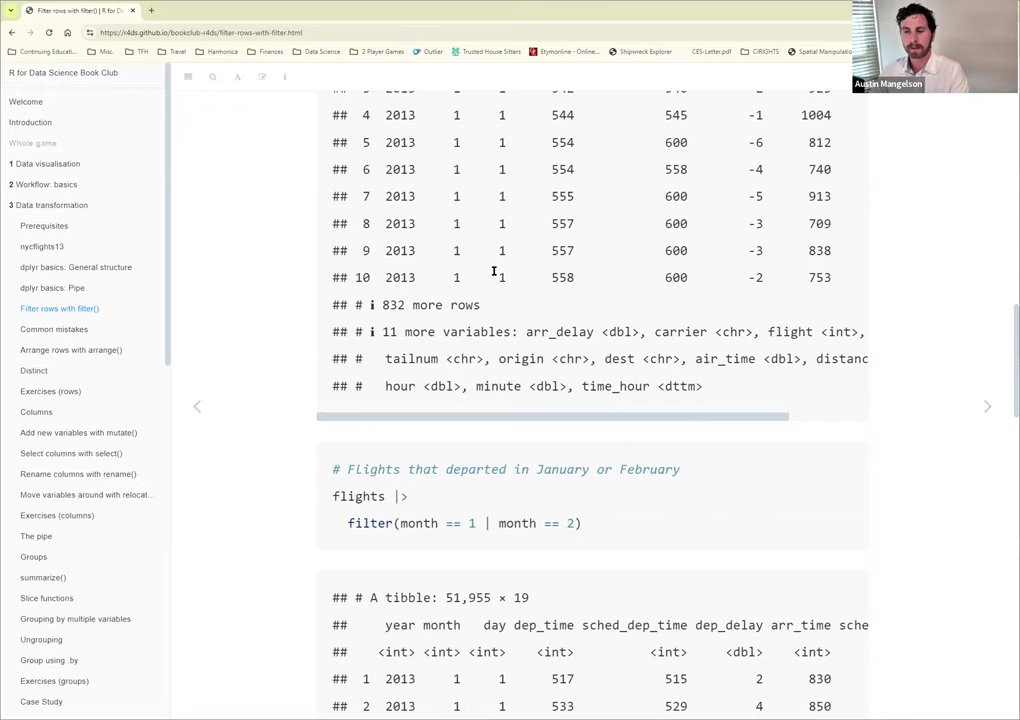 Filter rows with filter() | R for Da
https://r4ds.github.io/bookclub-r4ds/filter-rows-with-filter.html
Continuing Educati... Misc. TFH Travel Harmonica Finances Data Science 2 Player Games Outlier Trusted House Sitters Etymonline - Online... Shipwreck Explorer CES-Letter.pdf CIRIGHTS Spatial Manipulatio
Austin Mangelson
R for Data Science Book Club
Welcome
Introduction
Whole game
1 Data visualisation
2 Workflow: basics
3 Data transformation
Prerequisites
nycflights13
dplyr basics: General structure
dplyr basics: Pipe
Filter rows with filter()
Common mistakes
Arrange rows with arrange()
Distinct
Exercises (rows)
Columns
Add new variables with mutate()
Select columns with select()
Rename columns with rename()
Move variables around with relocat...
Exercises (columns)
The pipe
Groups
summarize()
Slice functions
Grouping by multiple variables
Ungrouping
Group using .by
Exercises (groups)
Case Study
## 4 2013 1 1 544 545 -1 1004
## 5 2013 1 1 554 600 -6 812
## 6 2013 1 1 554 558 -4 740
## 7 2013 1 1 555 600 -5 913
## 8 2013 1 1 557 600 -3 709
## 9 2013 1 1 557 600 -3 838
## 10 2013 1 1 558 600 -2 753
## # ℹ 832 more rows
## # ℹ 11 more variables: arr_delay <dbl>, carrier <chr>, flight <int>,
## # tailnum <chr>, origin <chr>, dest <chr>, air_time <dbl>, distanc
## # hour <dbl>, minute <dbl>, time_hour <dttm>
# Flights that departed in January or February
flights |>
filter(month == 1 | month == 2)
## # A tibble: 51,955 × 19
## year month day dep_time sched_dep_time dep_delay arr_time sche
## <int> <int> <int> <int> <int> <dbl> <int>
## 1 2013 1 1 517 515 2 830
## 2 2013 1 1 533 529 4 850